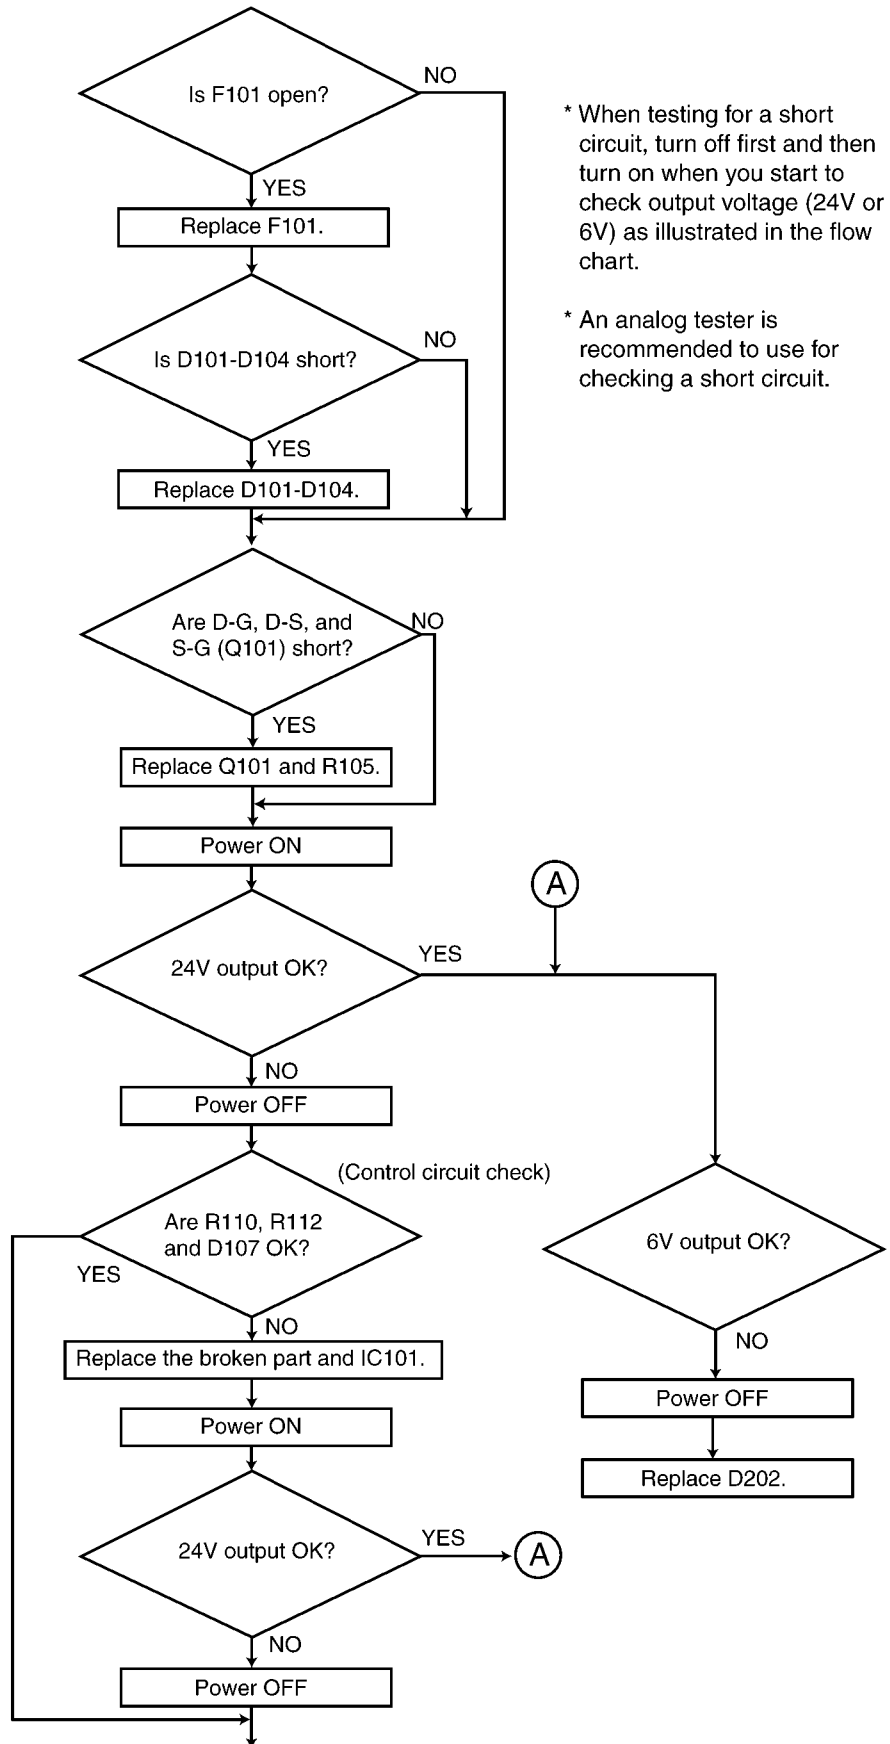 Is F101 open?
NO
YES
Replace F101.
Is D101-D104 short?
NO
YES
Replace D101-D104.
* When testing for a short
circuit, turn off first and then
turn on when you start to
check output voltage (24V or
6V) as illustrated in the flow
chart.
* An analog tester is
recommended to use for
checking a short circuit.
Are D-G, D-S, and
S-G (Q101) short?
NO
YES
Replace Q101 and R105.
Power ON
A
24V output OK?
YES
NO
Power OFF
(Control circuit check)
Are R110, R112
and D107 OK?
YES
NO
Replace the broken part and IC101.
Power ON
24V output OK?
YES
A
NO
Power OFF
6V output OK?
NO
Power OFF
Replace D202.